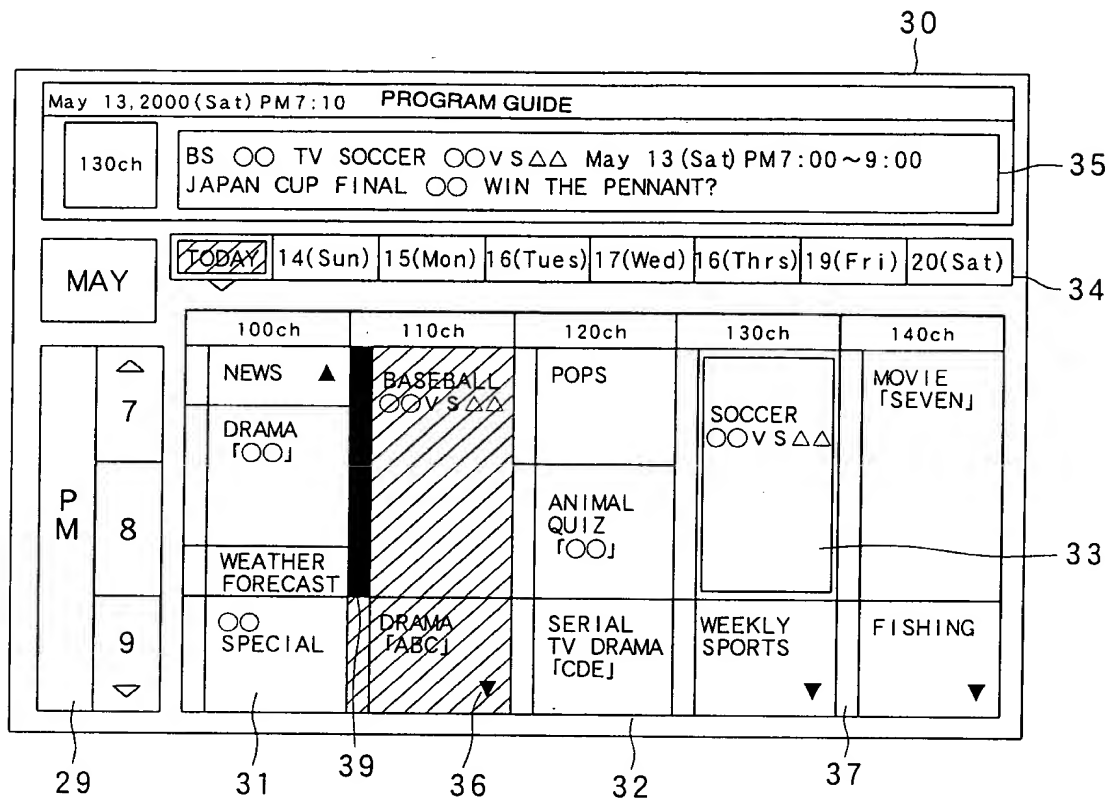 30
May 13,2000(Sat) PM7:10 PROGRAM GUIDE
130ch
BS ○○ TV SOCCER ○○VS△△ May 13(Sat)PM7:00~9:00
JAPAN CUP FINAL ○○ WIN THE PENNANT?
35
MAY
TODAY 14(Sun) 15(Mon) 16(Tues) 17(Wed) 16(Thrs) 19(Fri) 20(Sat)
34
100ch 110ch 120ch 130ch 140ch
PM
7
8
9
NEWS ▲
DRAMA
「○○」
WEATHER
FORECAST
○○
SPECIAL
BASEBALL
○○VS△△
DRAMA
「ABC」
▼
POPS
ANIMAL
QUIZ
「○○」
SERIAL
TV DRAMA
「CDE」
SOCCER
○○VS△△
WEEKLY
SPORTS
▼
MOVIE
「SEVEN」
FISHING
▼
33
29 31 39 36 32 37